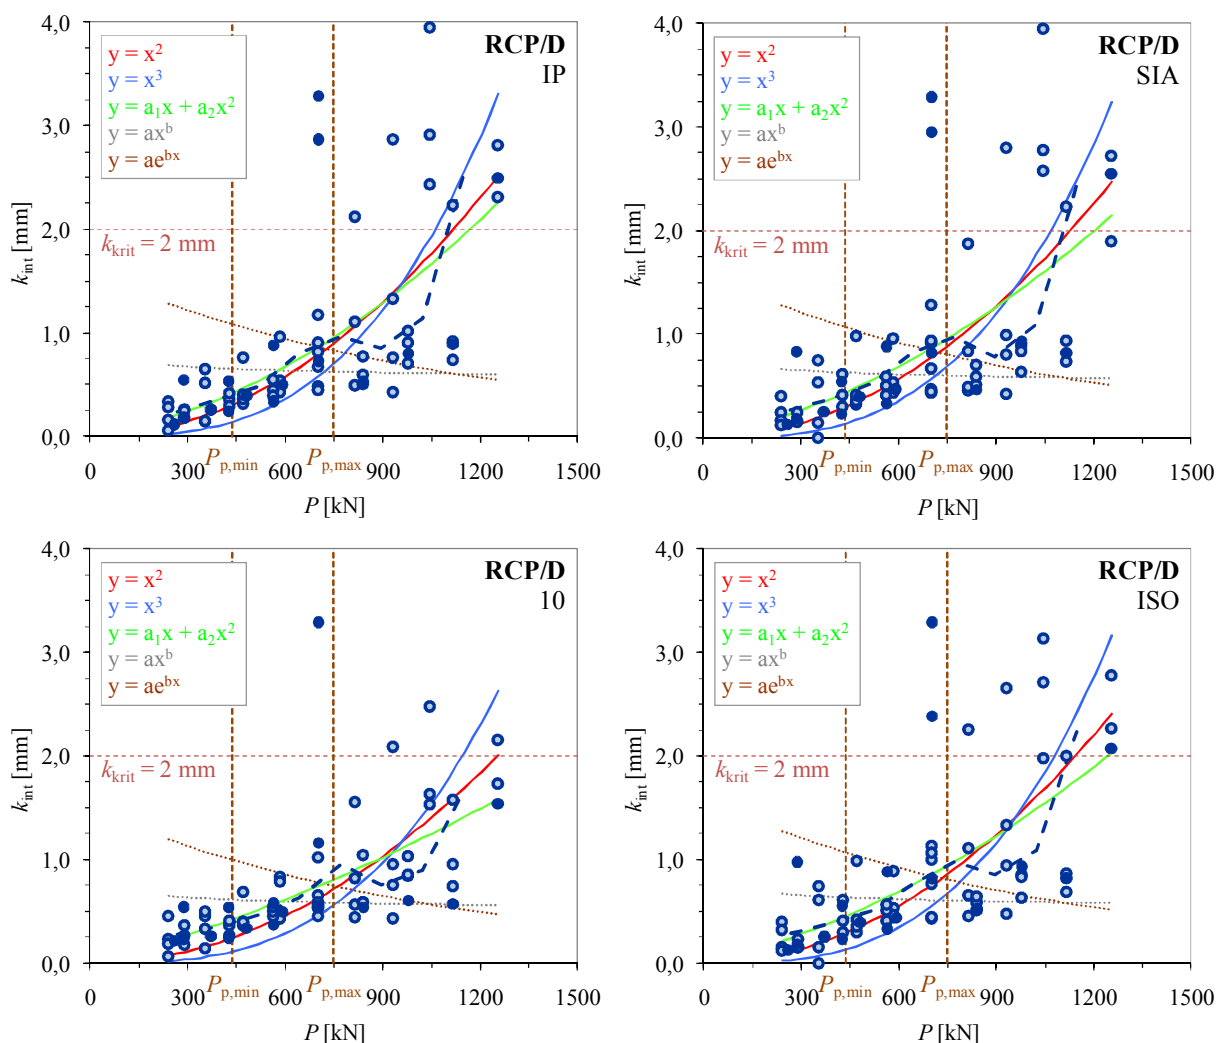 4,0
RCP/D
IP
y = x²
y = x³
y = a₁x + a₂x²
y = axᵇ
y = aeᵇˣ
3,0
2,0
k_krit = 2 mm
1,0
0,0
k_int [mm]
0 300 600 900 1200 1500
P_p,min P_p,max
P [kN]
4,0
RCP/D
SIA
y = x²
y = x³
y = a₁x + a₂x²
y = axᵇ
y = aeᵇˣ
3,0
2,0
k_krit = 2 mm
1,0
0,0
k_int [mm]
0 300 600 900 1200 1500
P_p,min P_p,max
P [kN]
4,0
RCP/D
10
y = x²
y = x³
y = a₁x + a₂x²
y = axᵇ
y = aeᵇˣ
3,0
2,0
k_krit = 2 mm
1,0
0,0
k_int [mm]
0 300 600 900 1200 1500
P_p,min P_p,max
P [kN]
4,0
RCP/D
ISO
y = x²
y = x³
y = a₁x + a₂x²
y = axᵇ
y = aeᵇˣ
3,0
2,0
k_krit = 2 mm
1,0
0,0
k_int [mm]
0 300 600 900 1200 1500
P_p,min P_p,max
P [kN]